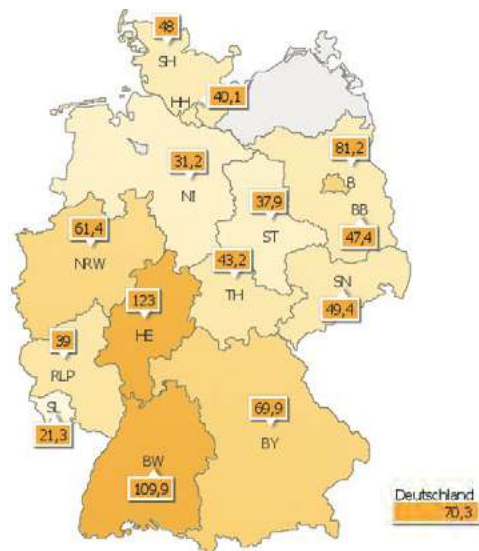 48
SH
HH
40,1
81,2
B
BB
47,4
31,2
NI
37,9
ST
61,4
NRW
43,2
TH
SN
49,4
123
HE
39
RLP
SL
21,3
69,9
BY
BW
109,9
Deutschland
70,3